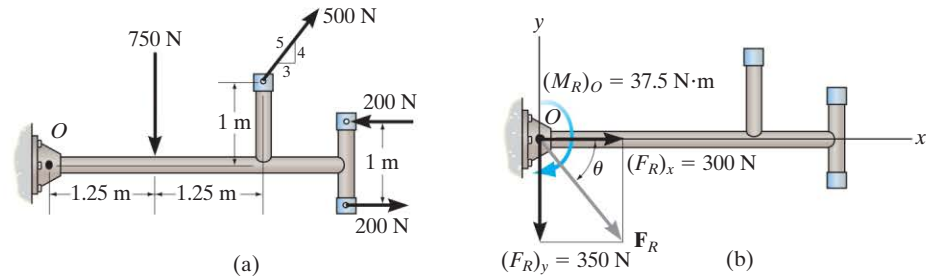 750 N
500 N
5
4
3
200 N
O
1 m
1 m
1.25 m
1.25 m
200 N
(a)
y
(M_R)_O = 37.5 N·m
O
x
θ
(F_R)_x = 300 N
F_R
(F_R)_y = 350 N
(b)